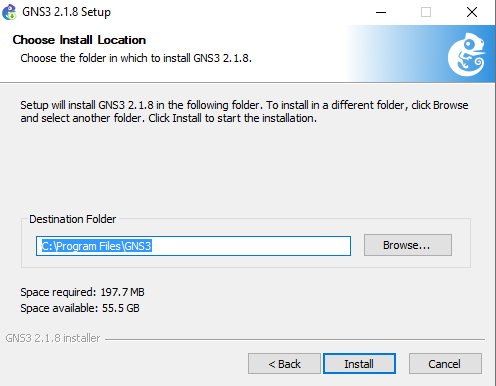 GNS3 2.1.8 Setup
Choose Install Location
Choose the folder in which to install GNS3 2.1.8.
Setup will install GNS3 2.1.8 in the following folder. To install in a different folder, click Browse
and select another folder. Click Install to start the installation.
Destination Folder
C:\Program Files\GNS3
Browse...
Space required: 197.7 MB
Space available: 55.5 GB
GNS3 2.1.8 installer
< Back
Install
Cancel